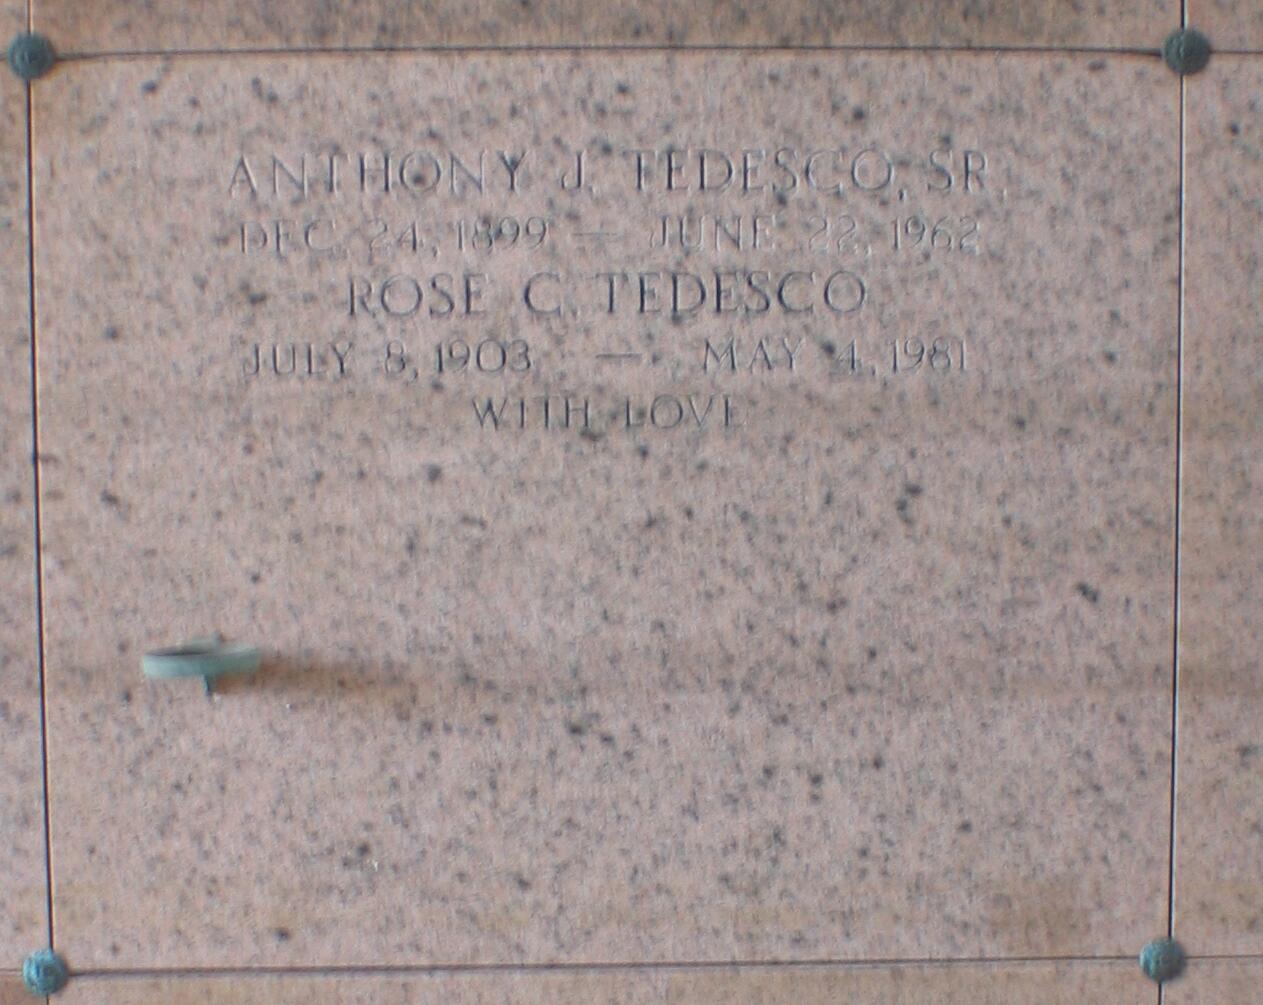 ANTHONY J. TEDESCO, SR.
DEC. 24, 1899 — JUNE 22, 1962
ROSE C. TEDESCO
JULY 8, 1903 — MAY 4, 1981
WITH LOVE